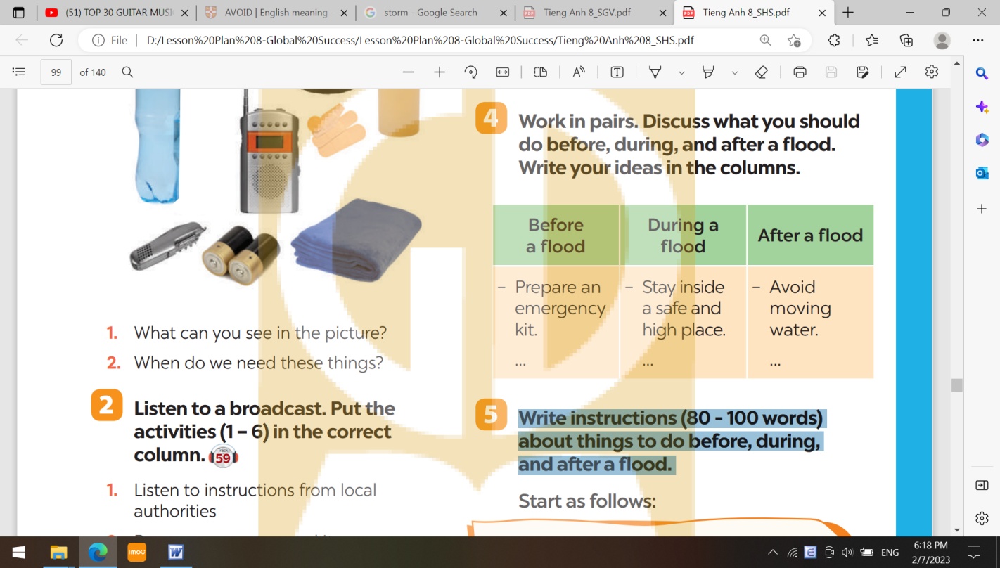 (51) TOP 30 GUITAR MUSI
AVOID | English meaning
storm - Google Search
Tieng Anh 8_SGV.pdf
Tieng Anh 8_SHS.pdf
File
D:/Lesson%20Plan%208-Global%20Success/Lesson%20Plan%208-Global%20Success/Tieng%20Anh%208_SHS.pdf
99
of 140
4
Work in pairs. Discuss what you should
do before, during, and after a flood.
Write your ideas in the columns.
Before
a flood
During a
flood
After a flood
– Prepare an
emergency
kit.
...
– Stay inside
a safe and
high place.
...
– Avoid
moving
water.
...
1. What can you see in the picture?
2. When do we need these things?
2
Listen to a broadcast. Put the
activities (1 – 6) in the correct
column.
Track
59
1. Listen to instructions from local
authorities
5
Write instructions (80 - 100 words)
about things to do before, during,
and after a flood.
Start as follows:
imou
W
E
ENG
6:18 PM
2/7/2023